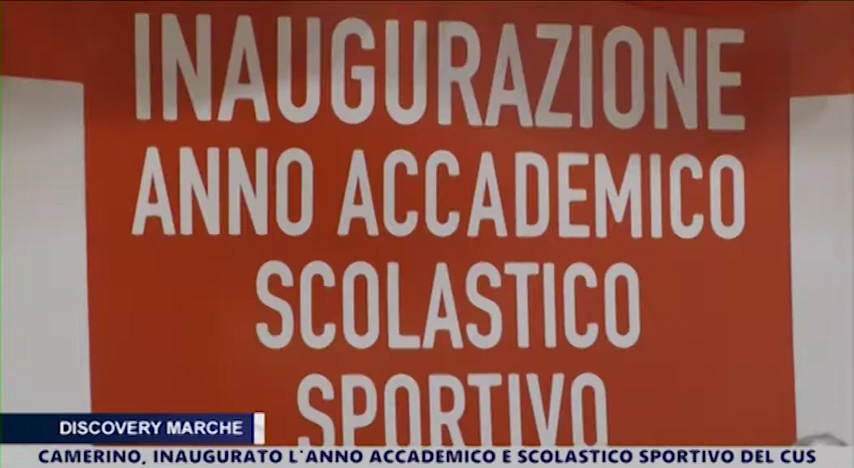 INAUGURAZIONE
ANNO ACCADEMICO
SCOLASTICO
SPORTIVO
DISCOVERY MARCHE
CAMERINO, INAUGURATO L'ANNO ACCADEMICO E SCOLASTICO SPORTIVO DEL CUS